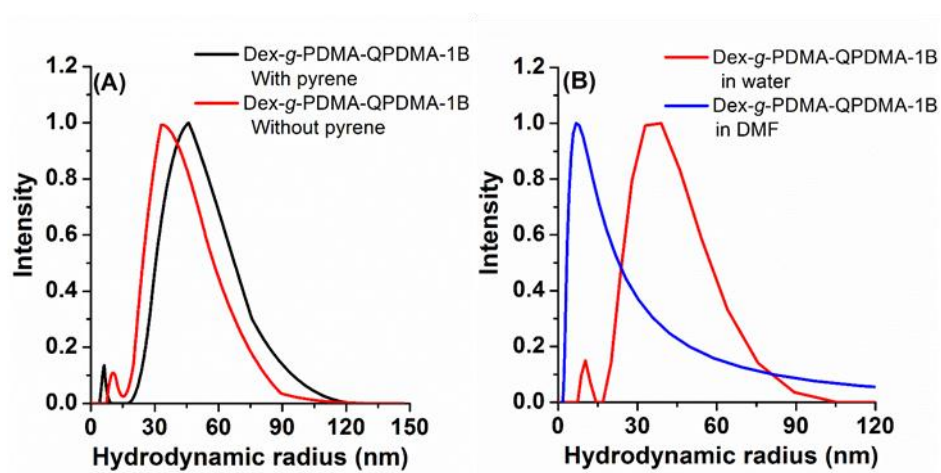 Dex-g-PDMA-QPDMA-1B
With pyrene
Dex-g-PDMA-QPDMA-1B
Without pyrene
(A)
1.2
1.0
0.8
0.6
0.4
0.2
0.0
Intensity
0 30 60 90 120 150
Hydrodynamic radius (nm)
Dex-g-PDMA-QPDMA-1B
in water
Dex-g-PDMA-QPDMA-1B
in DMF
(B)
1.2
1.0
0.8
0.6
0.4
0.2
0.0
Intensity
0 30 60 90 120
Hydrodynamic radius (nm)